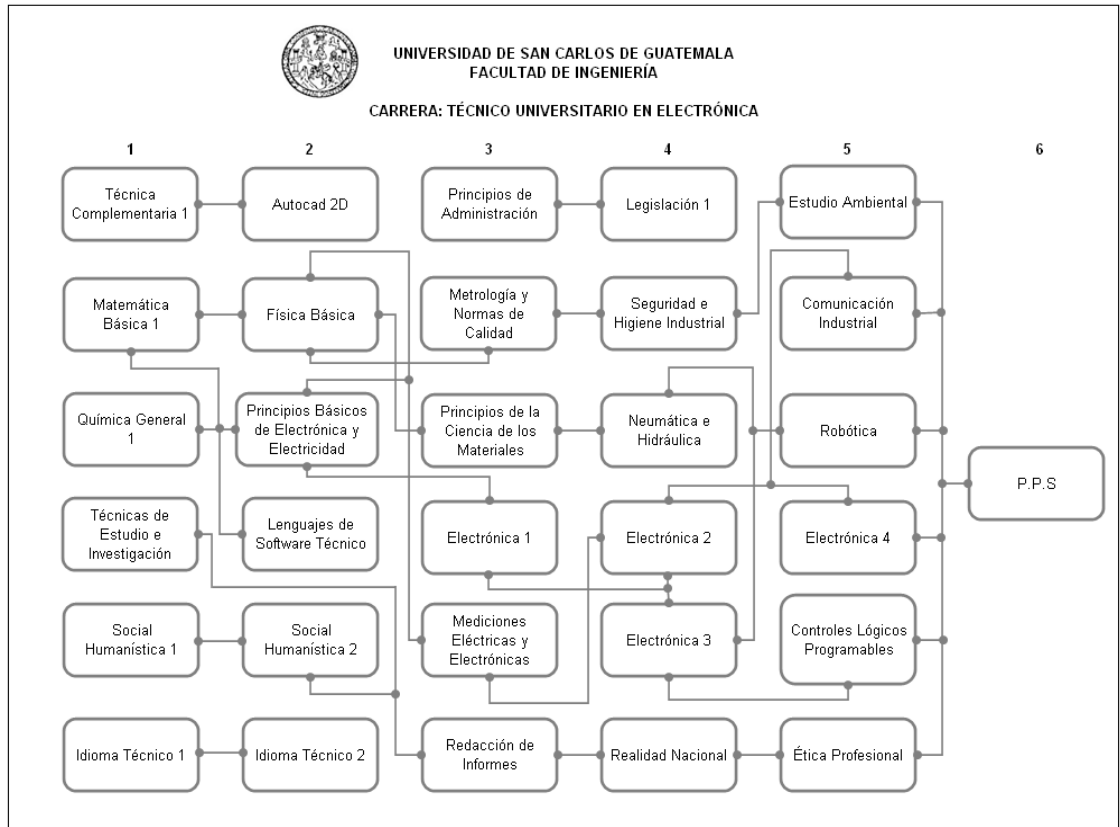 UNIVERSIDAD DE SAN CARLOS DE GUATEMALA
FACULTAD DE INGENIERÍA
CARRERA: TÉCNICO UNIVERSITARIO EN ELECTRÓNICA
1
2
3
4
5
6
Técnica
Complementaria 1
Autocad 2D
Principios de
Administración
Legislación 1
Estudio Ambiental
Matemática
Básica 1
Física Básica
Metrología y
Normas de
Calidad
Seguridad e
Higiene Industrial
Comunicación
Industrial
Química General
1
Principios Básicos
de Electrónica y
Electricidad
Principios de la
Ciencia de los
Materiales
Neumática e
Hidráulica
Robótica
P.P.S
Técnicas de
Estudio e
Investigación
Lenguajes de
Software Técnico
Electrónica 1
Electrónica 2
Electrónica 4
Social
Humanística 1
Social
Humanística 2
Mediciones
Eléctricas y
Electrónicas
Electrónica 3
Controles Lógicos
Programables
Idioma Técnico 1
Idioma Técnico 2
Redacción de
Informes
Realidad Nacional
Ética Profesional